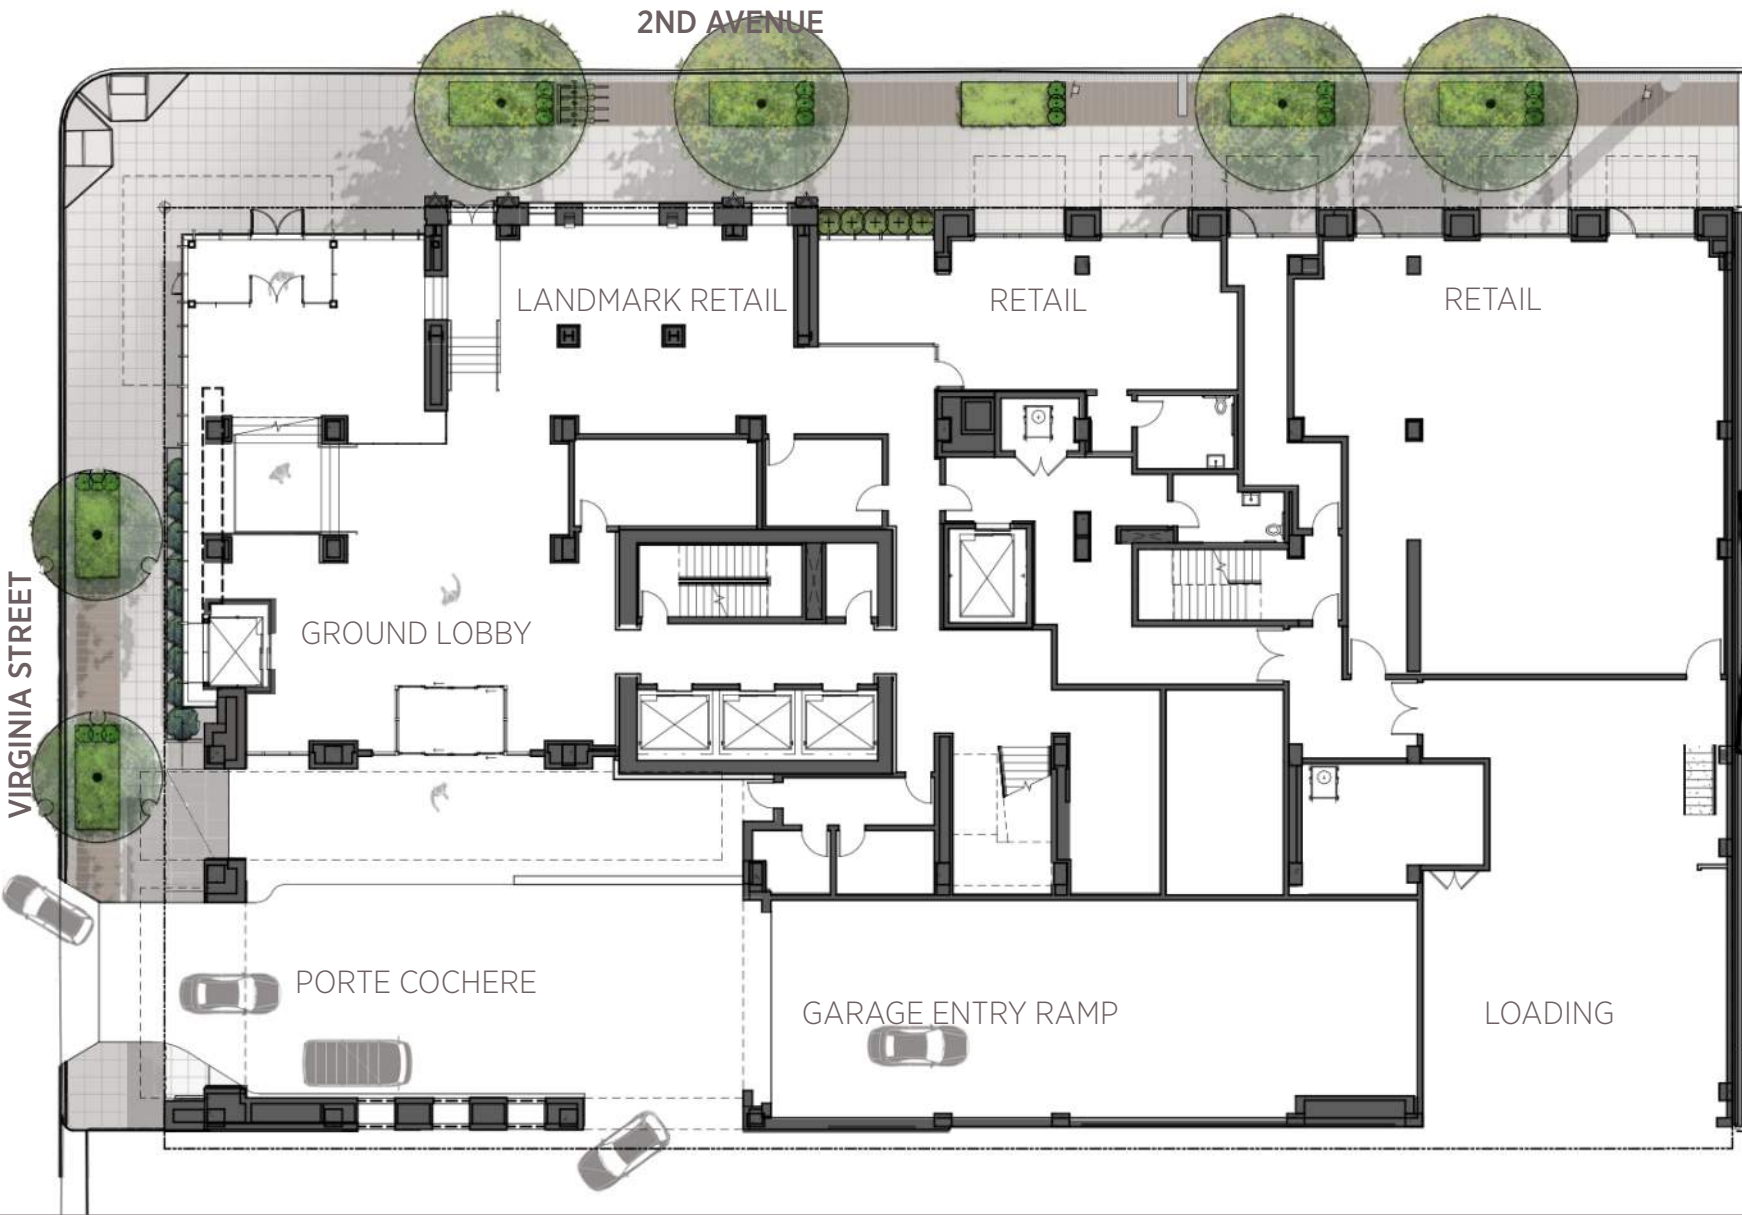 2ND AVENUE
LANDMARK RETAIL
RETAIL
RETAIL
VIRGINIA STREET
GROUND LOBBY
PORTE COCHERE
GARAGE ENTRY RAMP
LOADING